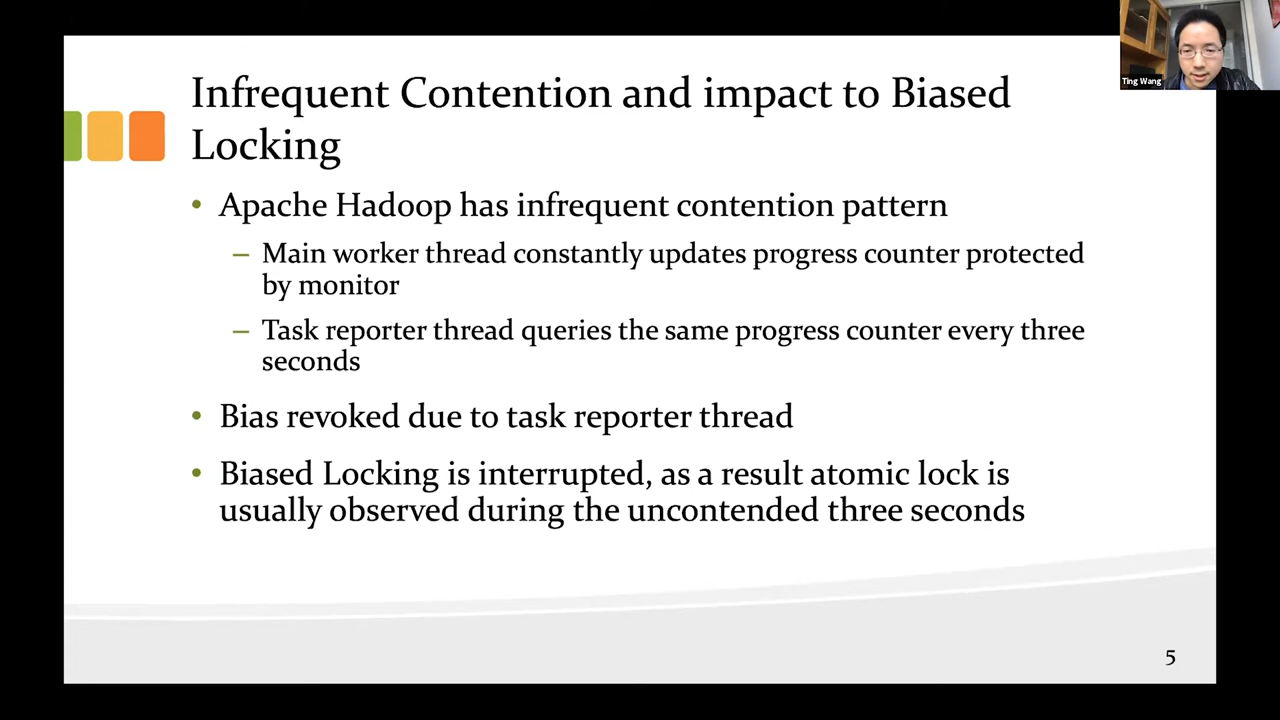 Infrequent Contention and impact to Biased
Locking
• Apache Hadoop has infrequent contention pattern
– Main worker thread constantly updates progress counter protected
by monitor
– Task reporter thread queries the same progress counter every three
seconds
• Bias revoked due to task reporter thread
• Biased Locking is interrupted, as a result atomic lock is
usually observed during the uncontended three seconds
5
Ting Wang